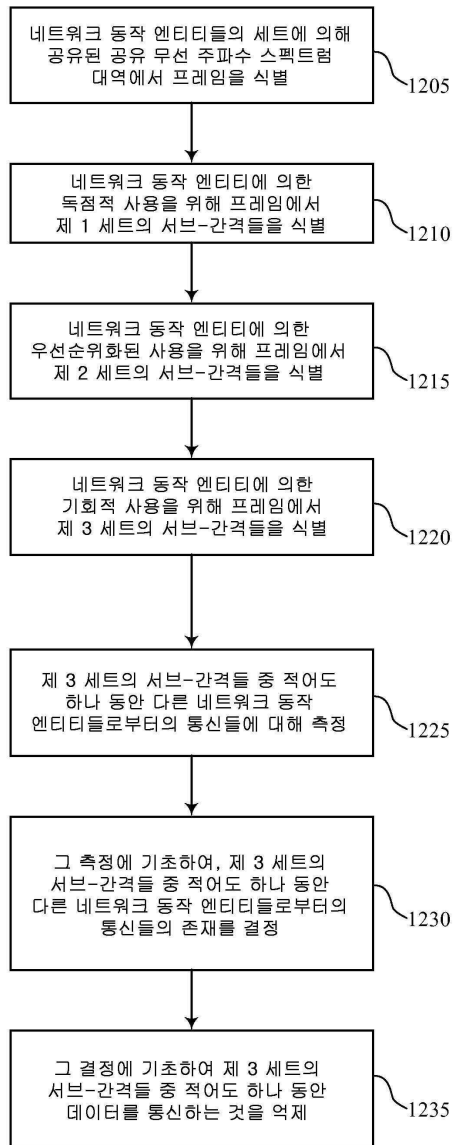 네트워크 동작 엔티티들의 세트에 의해
공유된 공유 무선 주파수 스펙트럼
대역에서 프레임을 식별
1205
네트워크 동작 엔티티에 의한
독점적 사용을 위해 프레임에서
제 1 세트의 서브-간격들을 식별
1210
네트워크 동작 엔티티에 의한
우선순위화된 사용을 위해 프레임에서
제 2 세트의 서브-간격들을 식별
1215
네트워크 동작 엔티티에 의한
기회적 사용을 위해 프레임에서
제 3 세트의 서브-간격들을 식별
1220
제 3 세트의 서브-간격들 중 적어도
하나 동안 다른 네트워크 동작
엔티티들로부터의 통신들에 대해 측정
1225
그 측정에 기초하여, 제 3 세트의
서브-간격들 중 적어도 하나 동안
다른 네트워크 동작 엔티티들로부터의
통신들의 존재를 결정
1230
그 결정에 기초하여 제 3 세트의
서브-간격들 중 적어도 하나 동안
데이터를 통신하는 것을 억제
1235